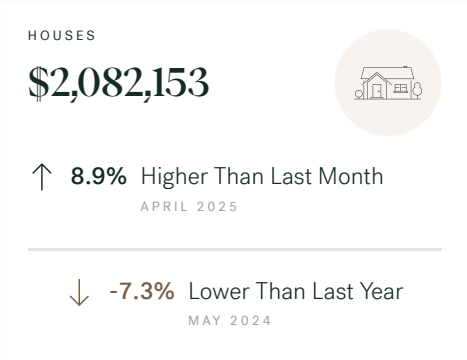 HOUSES
$2,082,153
8.9% Higher Than Last Month
APRIL 2025
-7.3% Lower Than Last Year
MAY 2024